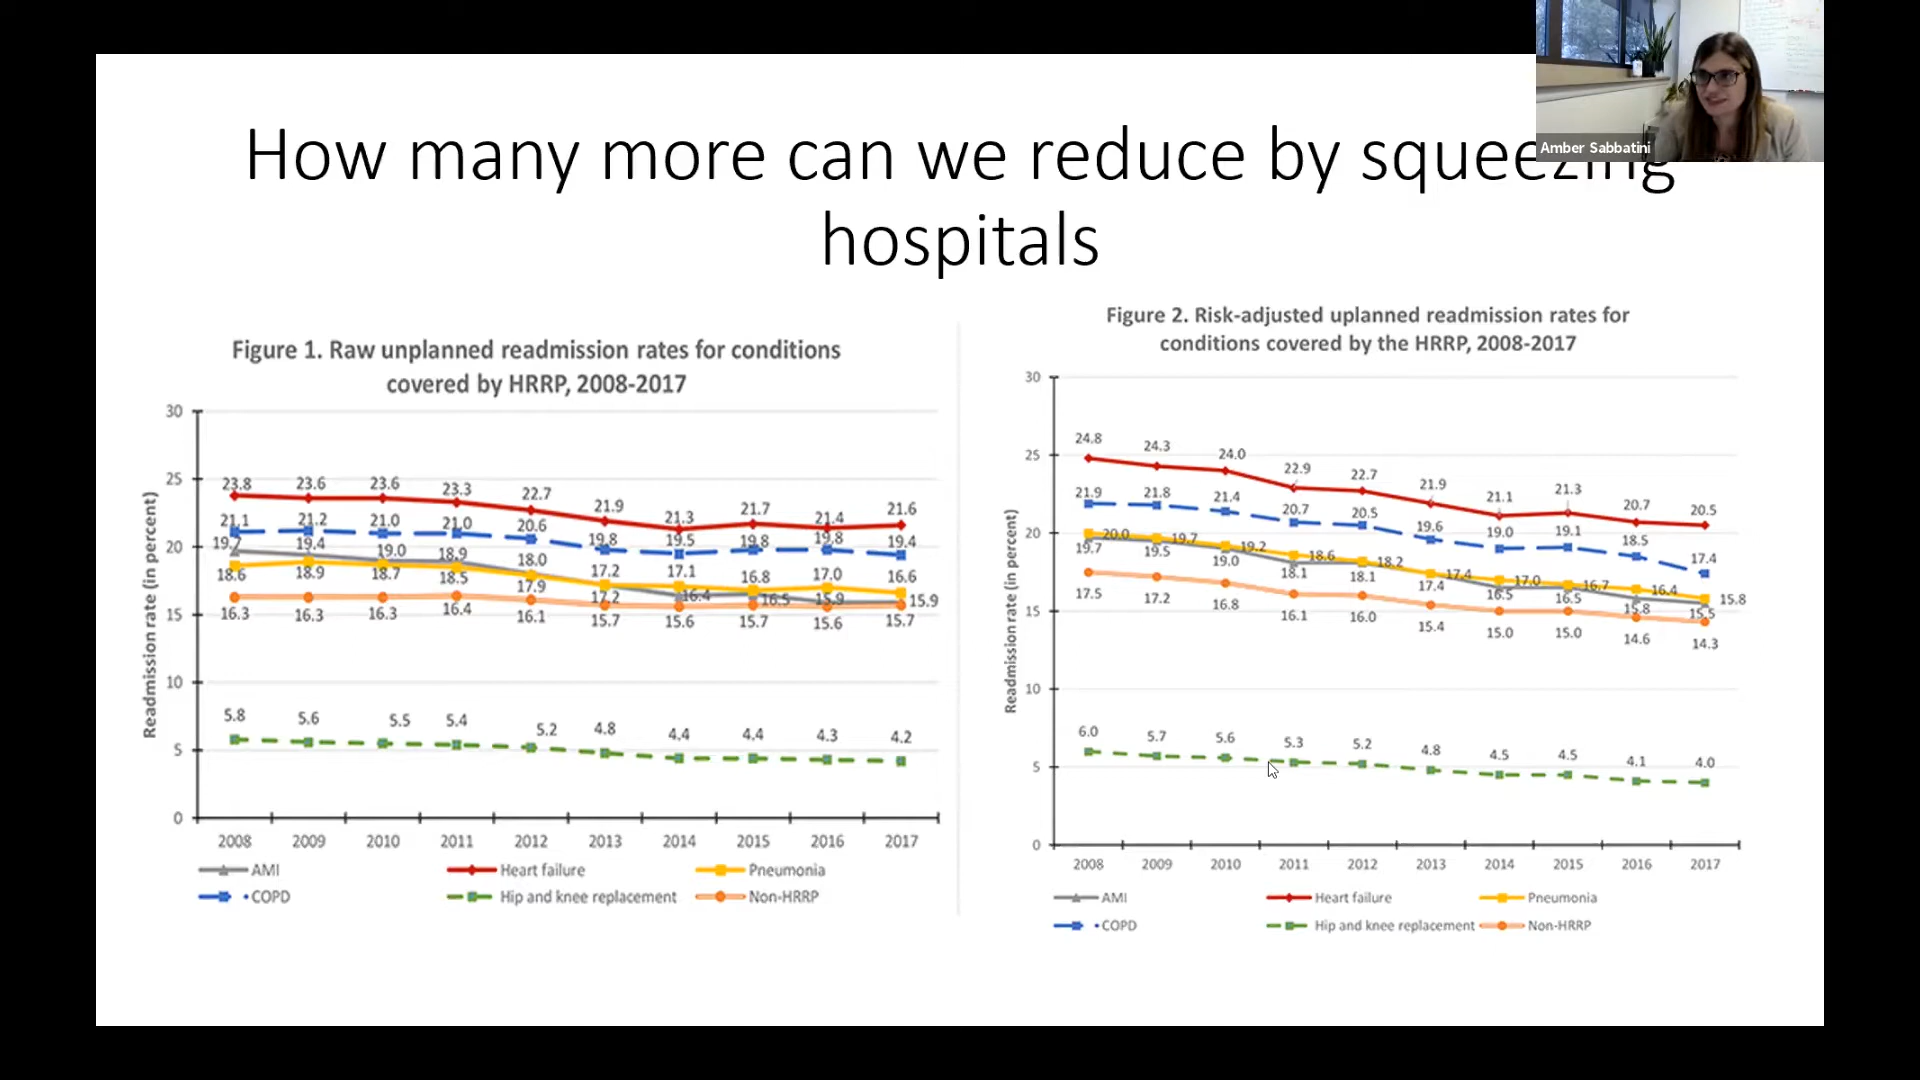 Amber Sabbatini
How many more can we reduce by squeezing
hospitals
Figure 1. Raw unplanned readmission rates for conditions
covered by HRRP, 2008-2017
Readmission rate (in percent)
30
25
20
15
10
5
0
23.8 23.6 23.6 23.3 22.7 21.9 21.3 21.7 21.4 21.6
21.1 21.2 21.0 21.0 20.6 19.8 19.5 19.8 19.8 19.4
19.7 19.4 19.0 18.9 18.0 17.2 16.4 16.5 15.9 15.9
18.6 18.9 18.7 18.5 17.9 17.2 17.1 16.8 17.0 16.6
16.3 16.3 16.3 16.4 16.1 15.7 15.6 15.7 15.6 15.7
5.8 5.6 5.5 5.4 5.2 4.8 4.4 4.4 4.3 4.2
2008 2009 2010 2011 2012 2013 2014 2015 2016 2017
AMI Heart failure Pneumonia
COPD Hip and knee replacement Non-HRRP
Figure 2. Risk-adjusted uplanned readmission rates for
conditions covered by the HRRP, 2008-2017
Readmission rate (in percent)
30
25
20
15
10
5
0
24.8 24.3 24.0 22.9 22.7 21.9 21.1 21.3 20.7 20.5
21.9 21.8 21.4 20.7 20.5 19.6 19.0 19.1 18.5 17.4
20.0 19.7 19.2 18.6 18.2 17.4 17.0 16.7 16.4 15.8
19.7 19.5 19.0 18.1 18.1 17.4 16.5 16.5 15.8 15.5
17.5 17.2 16.8 16.1 16.0 15.4 15.0 15.0 14.6 14.3
6.0 5.7 5.6 5.3 5.2 4.8 4.5 4.5 4.1 4.0
2008 2009 2010 2011 2012 2013 2014 2015 2016 2017
AMI Heart failure Pneumonia
COPD Hip and knee replacement Non-HRRP